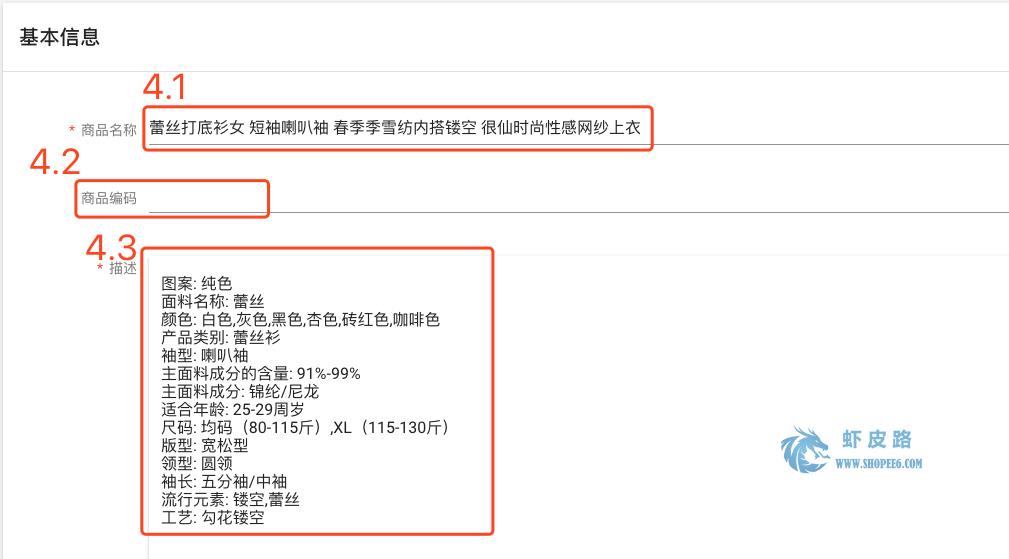 基本信息
4.1
* 商品名称 蕾丝打底衫女 短袖喇叭袖 春季季雪纺内搭镂空 很仙时尚性感网纱上衣
4.2
商品编码
4.3
* 描述
图案: 纯色
面料名称: 蕾丝
颜色: 白色,灰色,黑色,杏色,砖红色,咖啡色
产品类别: 蕾丝衫
袖型: 喇叭袖
主面料成分的含量: 91%-99%
主面料成分: 锦纶/尼龙
适合年龄: 25-29周岁
尺码: 均码（80-115斤）,XL（115-130斤）
版型: 宽松型
领型: 圆领
袖长: 五分袖/中袖
流行元素: 镂空,蕾丝
工艺: 勾花镂空
虾皮路
WWW.SHOPEE6.COM